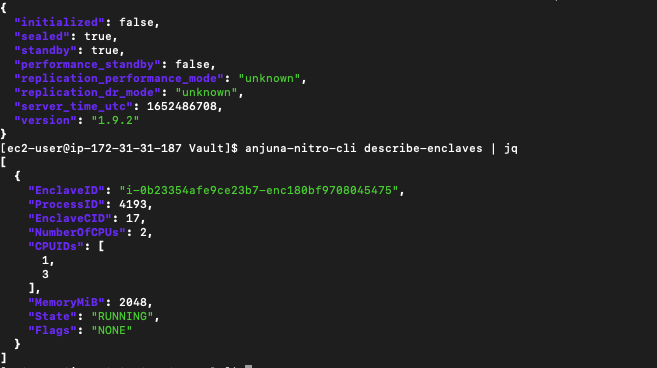 {
  "initialized": false,
  "sealed": true,
  "standby": true,
  "performance_standby": false,
  "replication_performance_mode": "unknown",
  "replication_dr_mode": "unknown",
  "server_time_utc": 1652486708,
  "version": "1.9.2"
}
[ec2-user@ip-172-31-31-187 Vault]$ anjuna-nitro-cli describe-enclaves | jq
[
  {
    "EnclaveID": "i-0b23354afe9ce23b7-enc180bf9708045475",
    "ProcessID": 4193,
    "EnclaveCID": 17,
    "NumberOfCPUs": 2,
    "CPUIDs": [
      1,
      3
    ],
    "MemoryMiB": 2048,
    "State": "RUNNING",
    "Flags": "NONE"
  }
]